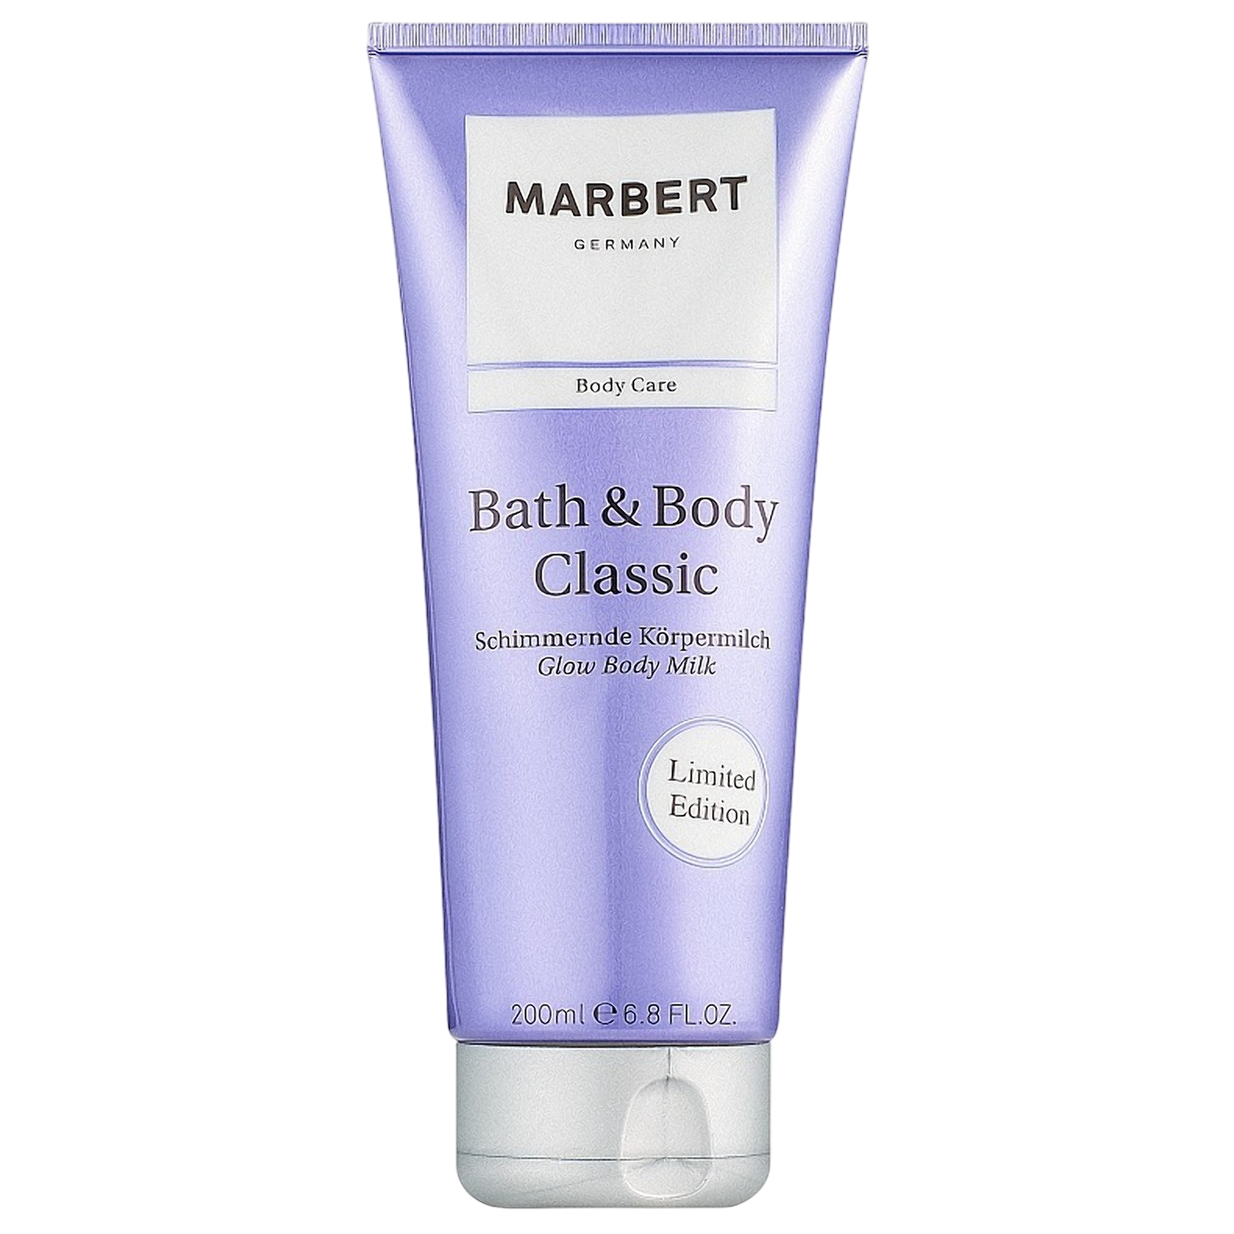 MARBERT
GERMANY
Body Care
Bath & Body
Classic
Schimmernde Körpermilch
Glow Body Milk
Limited
Edition
200ml ℮ 6.8 FL.OZ.